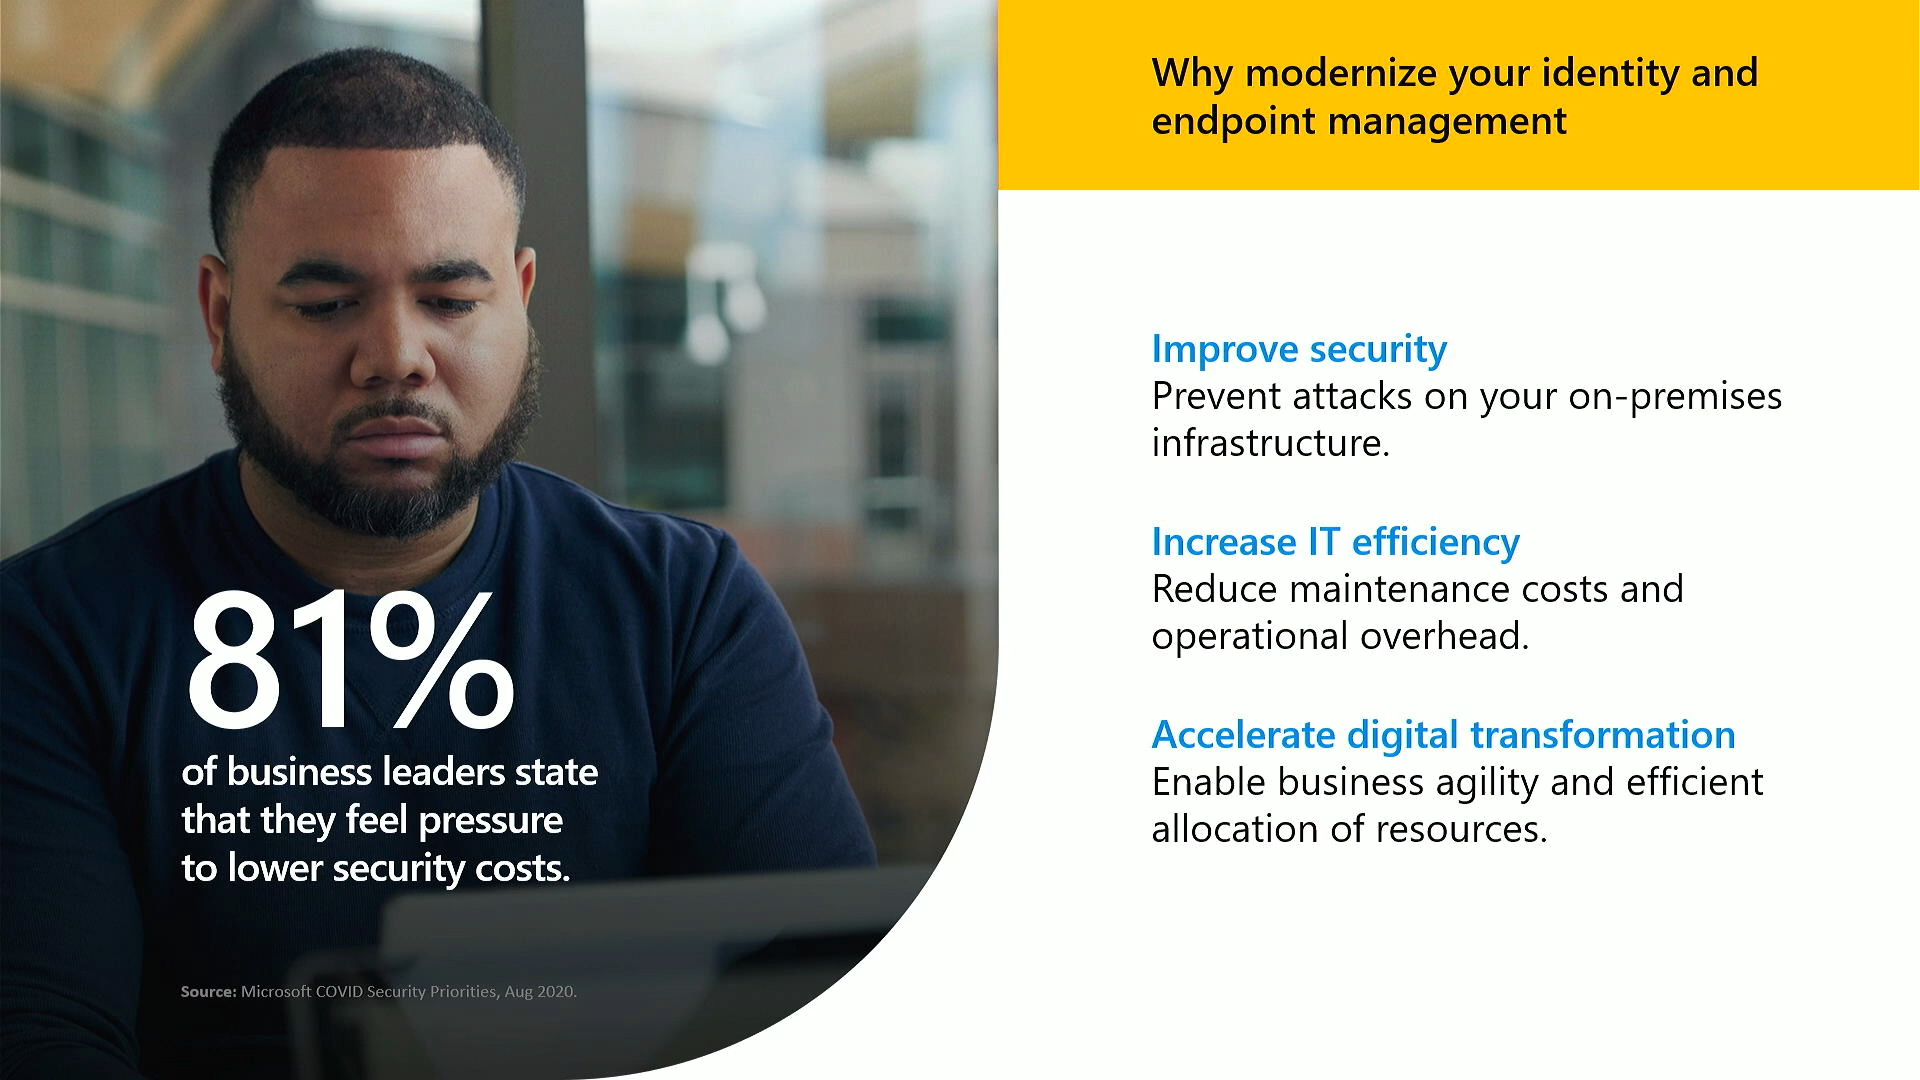 Why modernize your identity and
endpoint management
Improve security
Prevent attacks on your on-premises
infrastructure.
Increase IT efficiency
Reduce maintenance costs and
operational overhead.
Accelerate digital transformation
Enable business agility and efficient
allocation of resources.
81%
of business leaders state
that they feel pressure
to lower security costs.
Source: Microsoft COVID Security Priorities, Aug 2020.